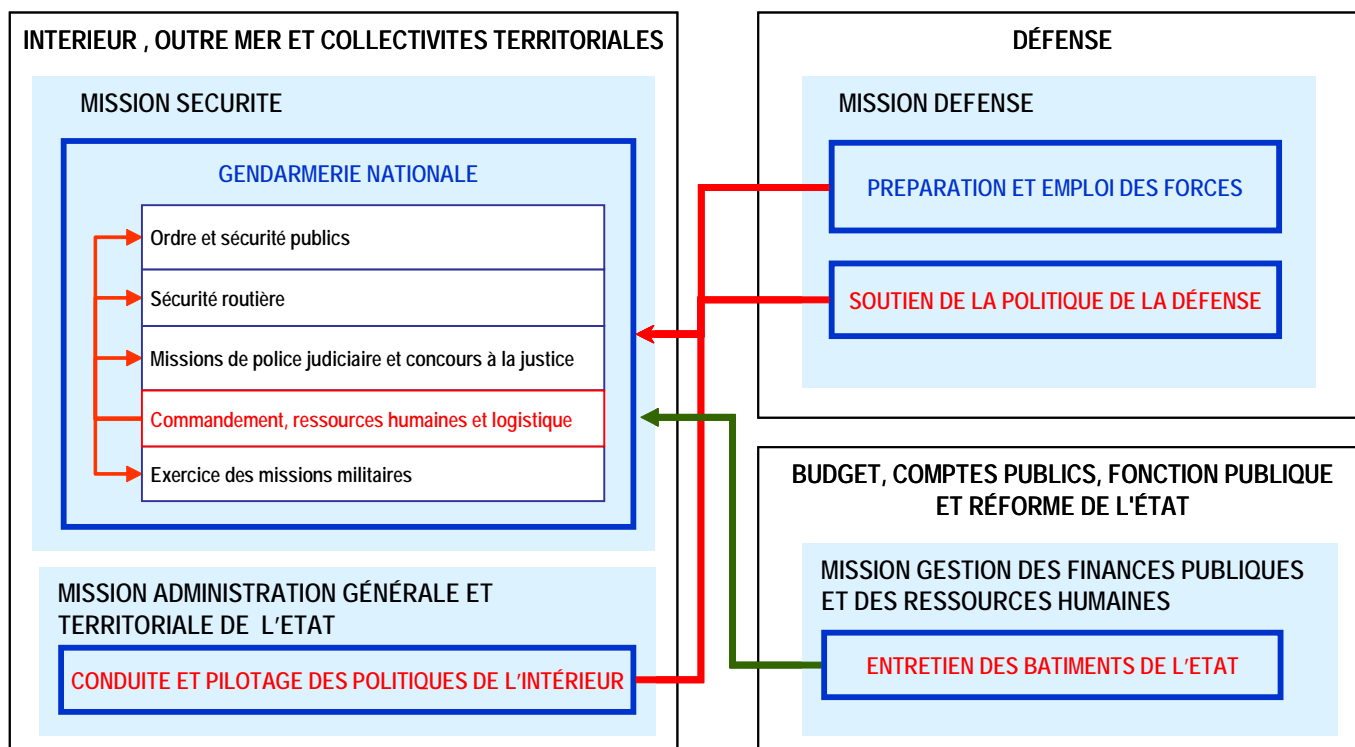 INTERIEUR , OUTRE MER ET COLLECTIVITES TERRITORIALES
MISSION SECURITE
GENDARMERIE NATIONALE
Ordre et sécurité publics
Sécurité routière
Missions de police judiciaire et concours à la justice
Commandement, ressources humaines et logistique
Exercice des missions militaires
MISSION ADMINISTRATION GÉNÉRALE ET
TERRITORIALE DE L’ETAT
CONDUITE ET PILOTAGE DES POLITIQUES DE L’INTÉRIEUR
DÉFENSE
MISSION DEFENSE
PREPARATION ET EMPLOI DES FORCES
SOUTIEN DE LA POLITIQUE DE LA DÉFENSE
BUDGET, COMPTES PUBLICS, FONCTION PUBLIQUE
ET RÉFORME DE L'ÉTAT
MISSION GESTION DES FINANCES PUBLIQUES
ET DES RESSOURCES HUMAINES
ENTRETIEN DES BATIMENTS DE L’ETAT